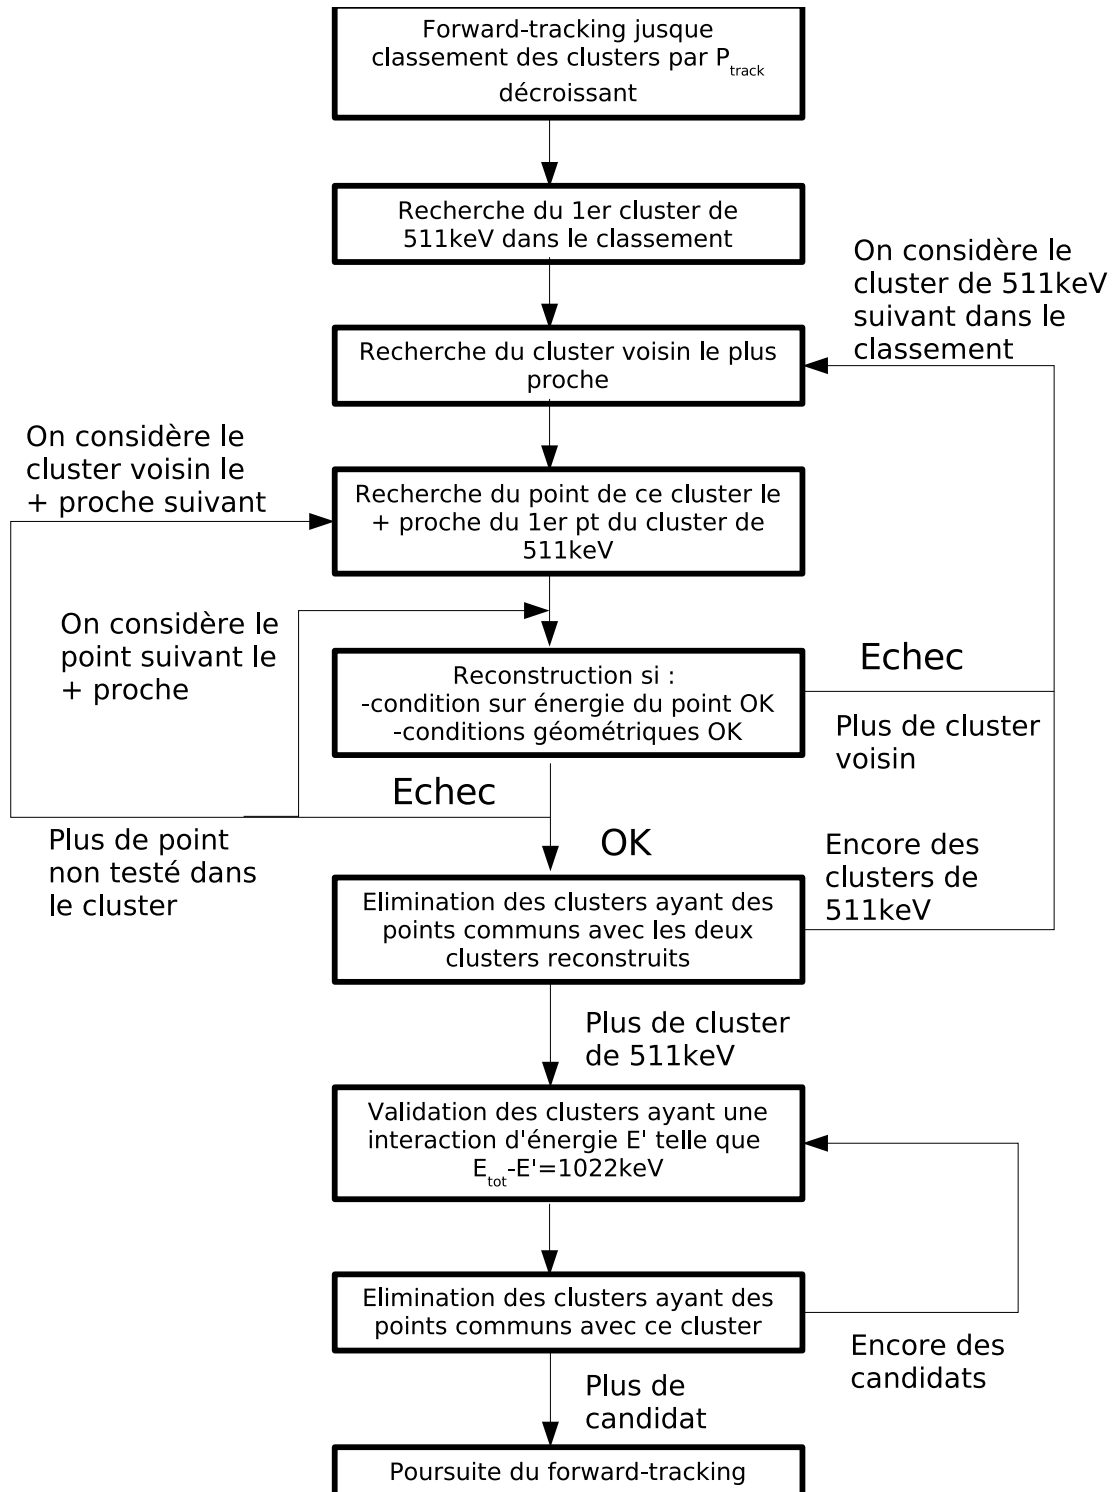 Forward-tracking jusque
classement des clusters par P track
décroissant
Recherche du 1er cluster de
511keV dans le classement
On considère le
cluster de 511keV
suivant dans le
classement
Recherche du cluster voisin le plus
proche
On considère le
cluster voisin le
+ proche suivant
Recherche du point de ce cluster le
+ proche du 1er pt du cluster de
511keV
On considère le
point suivant le
+ proche
Reconstruction si :
-condition sur énergie du point OK
-conditions géométriques OK
Echec
Plus de cluster
voisin
Echec
Plus de point
non testé dans
le cluster
OK
Encore des
clusters de
511keV
Elimination des clusters ayant des
points communs avec les deux
clusters reconstruits
Plus de cluster
de 511keV
Validation des clusters ayant une
interaction d'énergie E' telle que
E tot-E'=1022keV
Elimination des clusters ayant des
points communs avec ce cluster
Encore des
candidats
Plus de
candidat
Poursuite du forward-tracking